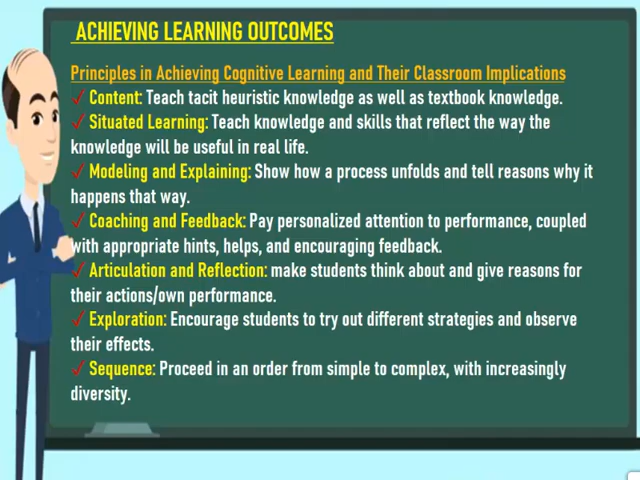 ACHIEVING LEARNING OUTCOMES
Principles in Achieving Cognitive Learning and Their Classroom Implications
✓ Content: Teach tacit heuristic knowledge as well as textbook knowledge.
✓ Situated Learning: Teach knowledge and skills that reflect the way the
knowledge will be useful in real life.
✓ Modeling and Explaining: Show how a process unfolds and tell reasons why it
happens that way.
✓ Coaching and Feedback: Pay personalized attention to performance, coupled
with appropriate hints, helps, and encouraging feedback.
✓ Articulation and Reflection: make students think about and give reasons for
their actions/own performance.
✓ Exploration: Encourage students to try out different strategies and observe
their effects.
✓ Sequence: Proceed in an order from simple to complex, with increasingly
diversity.